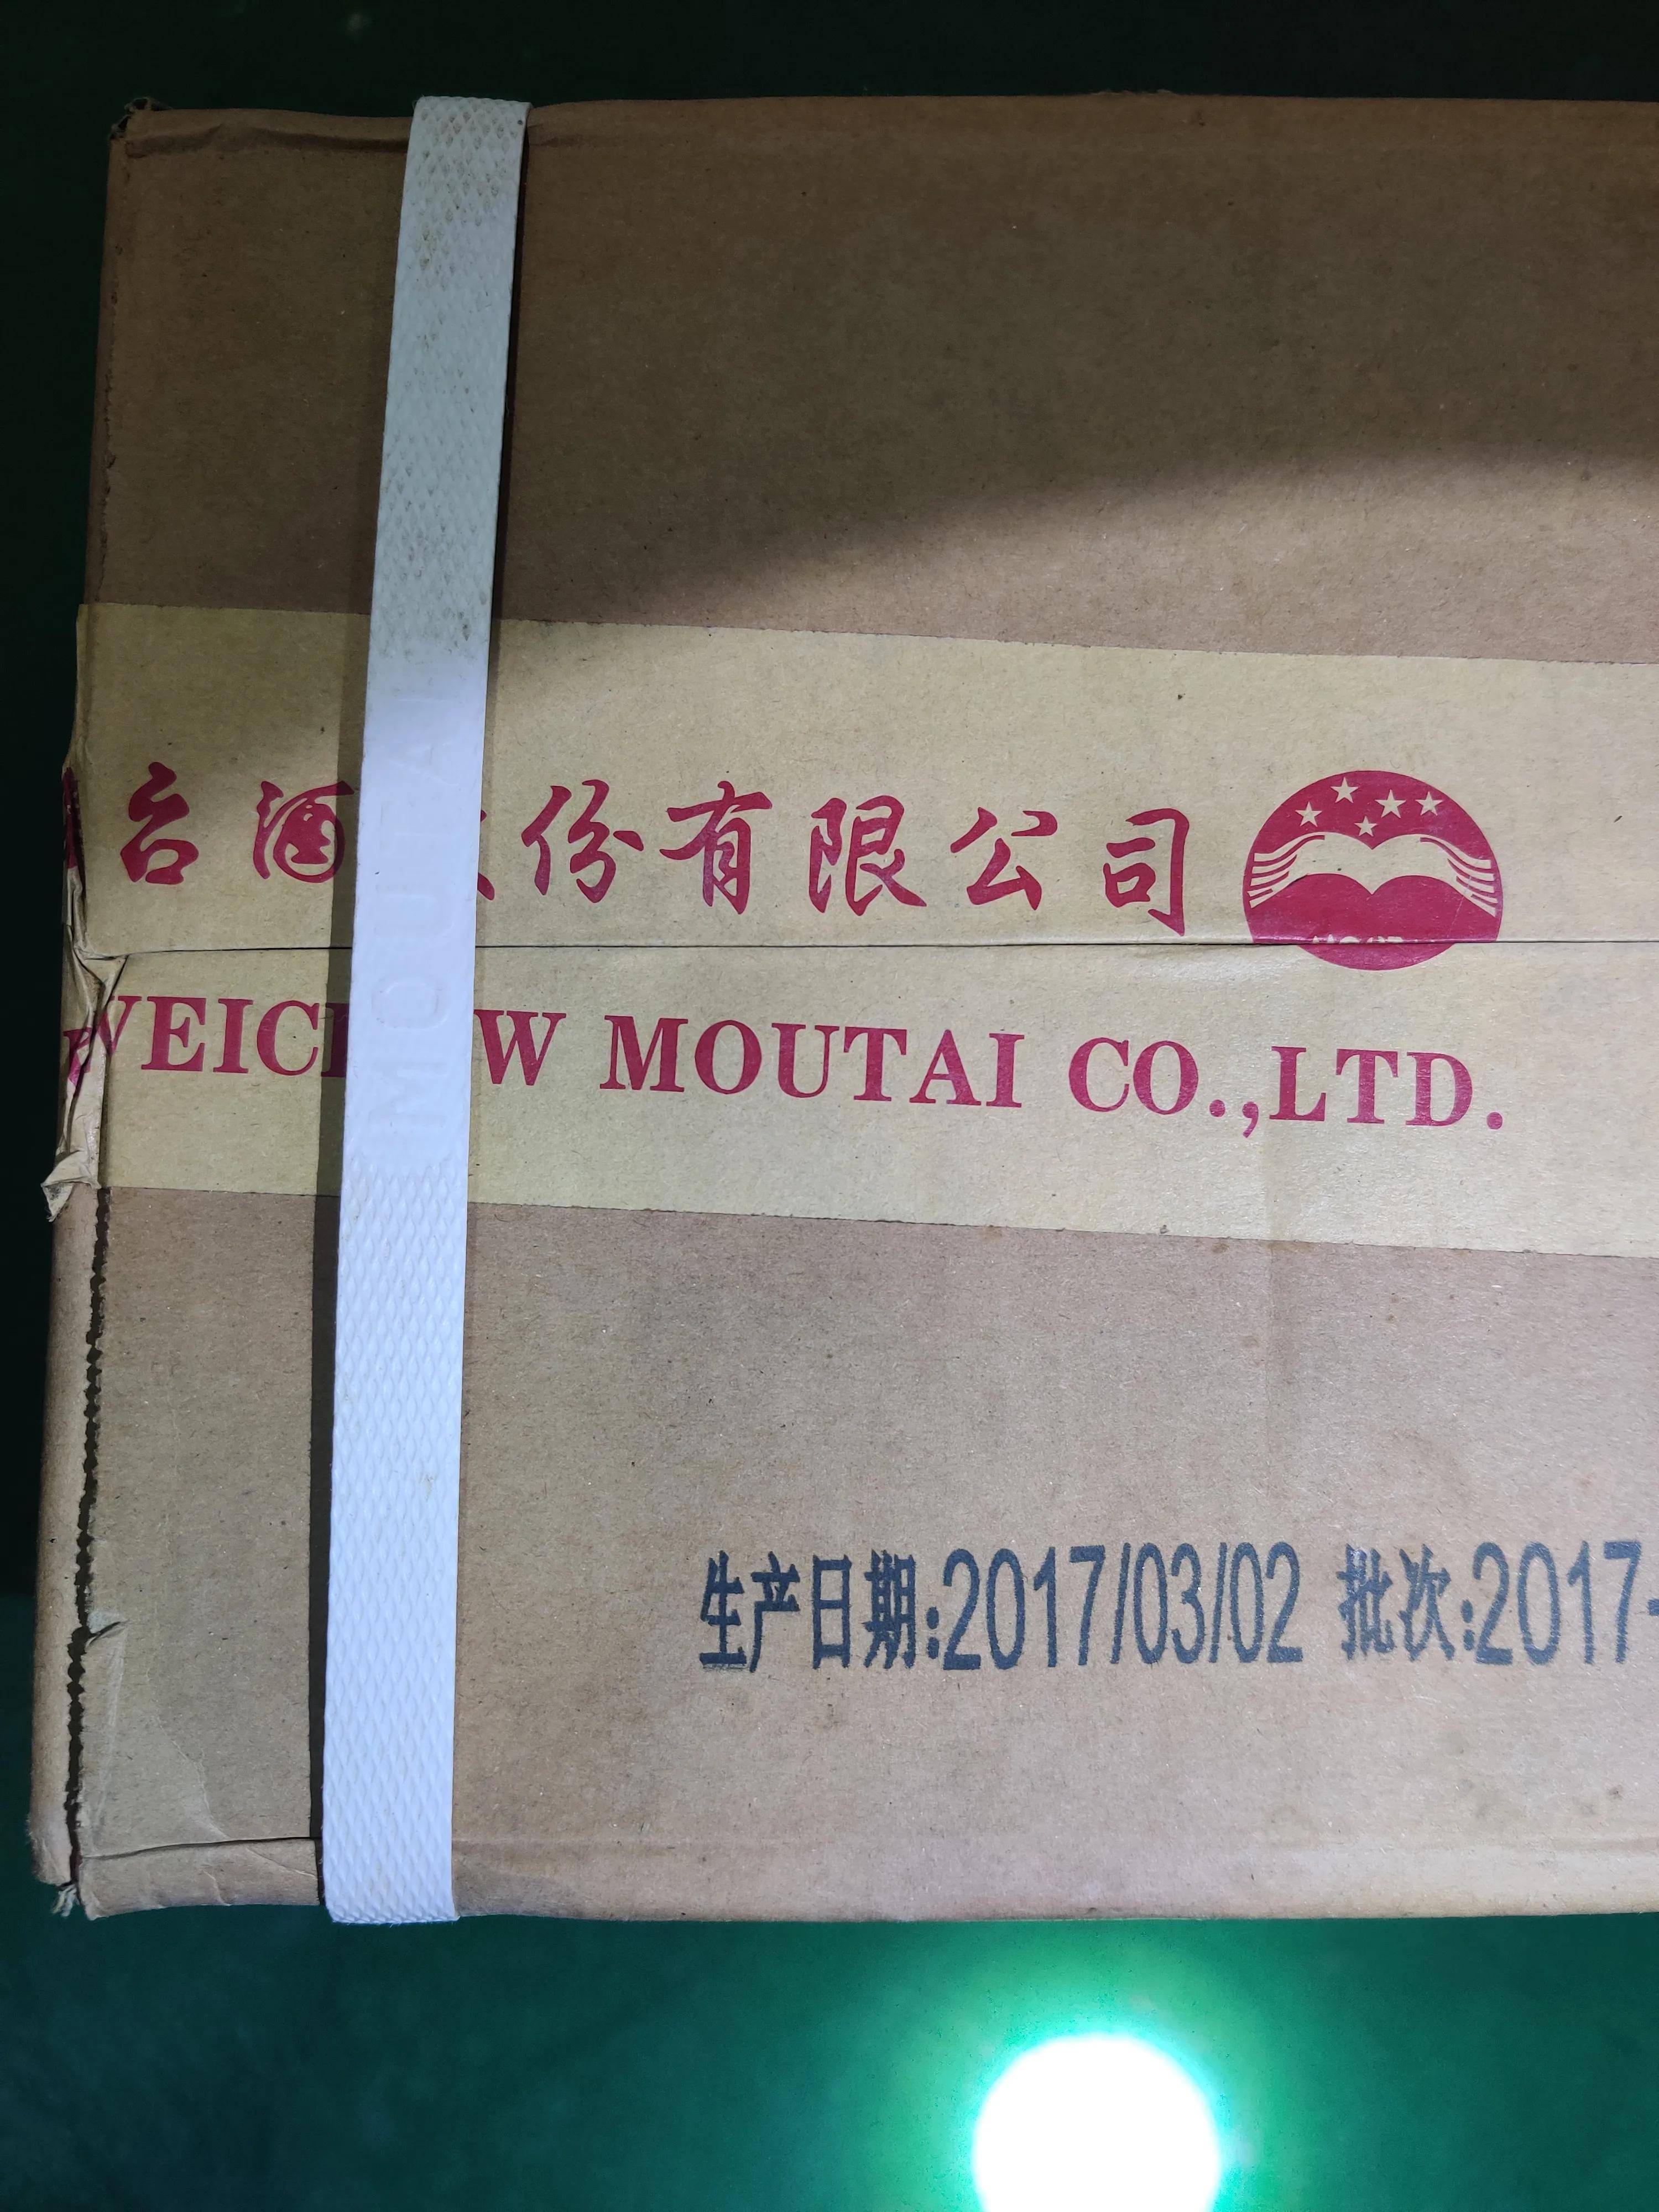 台酒 份有限公司
WEIC W MOUTAI CO.,LTD.
MOUTAI
生产日期:2017/03/02 批次:2017-